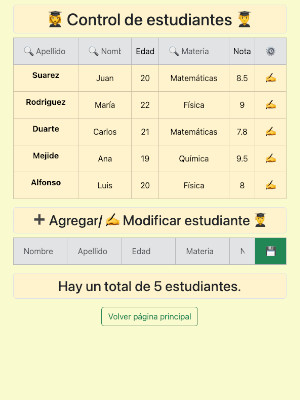 Control de estudiantes
Apellido Nomt Edad Materia Nota
Suarez Juan 20 Matemáticas 8.5
Rodriguez María 22 Física 9
Duarte Carlos 21 Matemáticas 7.8
Mejide Ana 19 Química 9.5
Alfonso Luis 20 Física 8
Agregar/ Modificar estudiante
Nombre Apellido Edad Materia N
Hay un total de 5 estudiantes.
Volver página principal